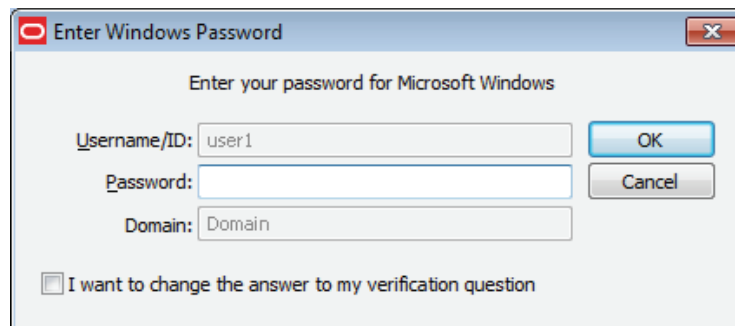 Enter Windows Password
Enter your password for Microsoft Windows
Username/ID: user1
OK
Password:
Cancel
Domain: Domain
I want to change the answer to my verification question